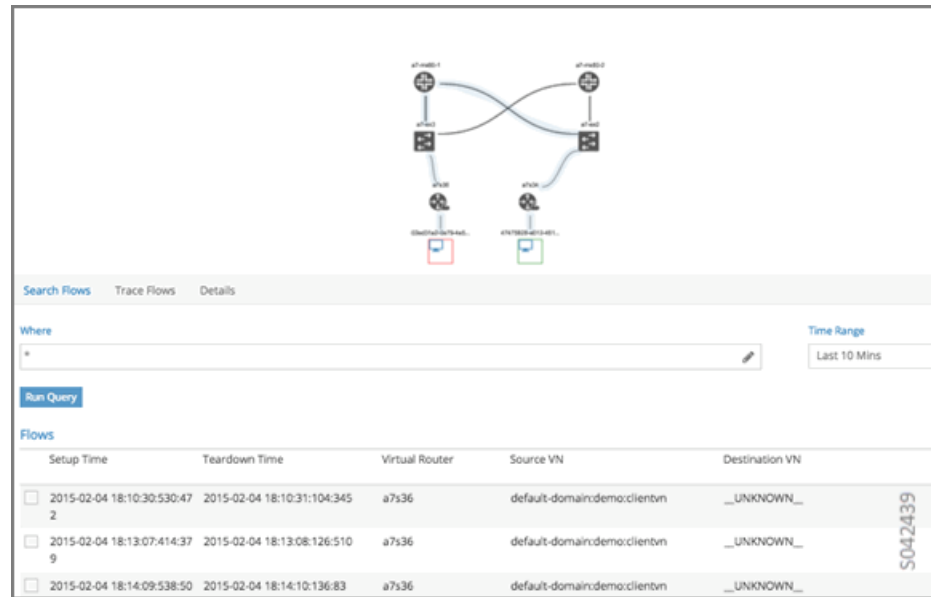 a7-mx80-1
a7-mx80-2
a7-ex3
a7-ex2
a7s36
a7s34
Search Flows Trace Flows Details
Where Time Range
* Last 10 Mins
Run Query
Flows
Setup Time Teardown Time Virtual Router Source VN Destination VN
2015-02-04 18:10:30:530:47 2015-02-04 18:10:31:104:345 a7s36 default-domain:demo:clientvn __UNKNOWN__
2
2015-02-04 18:13:07:414:37 2015-02-04 18:13:08:126:510 a7s36 default-domain:demo:clientvn __UNKNOWN__
9
2015-02-04 18:14:09:538:50 2015-02-04 18:14:10:136:83 a7s36 default-domain:demo:clientvn __UNKNOWN__
S042439